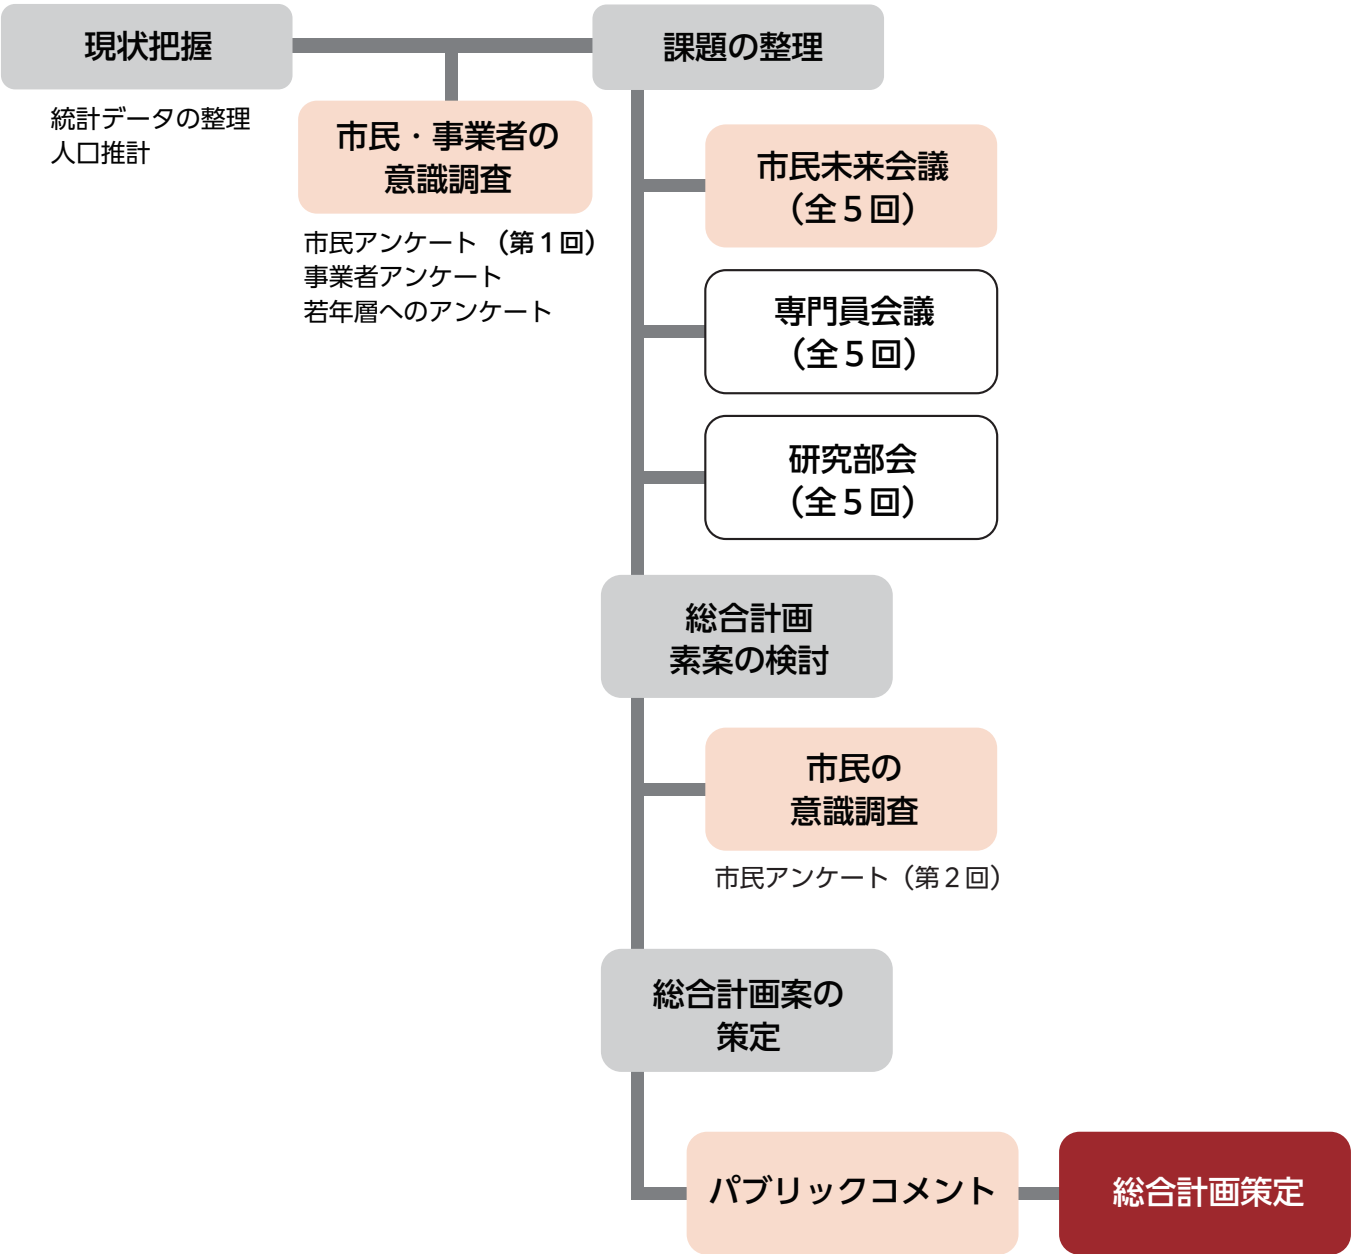 現状把握
統計データの整理
人口推計
市民・事業者の
意識調査
市民アンケート（第１回）
事業者アンケート
若年層へのアンケート
課題の整理
市民未来会議
（全５回）
専門員会議
（全５回）
研究部会
（全５回）
総合計画
素案の検討
市民の
意識調査
市民アンケート（第２回）
総合計画案の
策定
パブリックコメント
総合計画策定